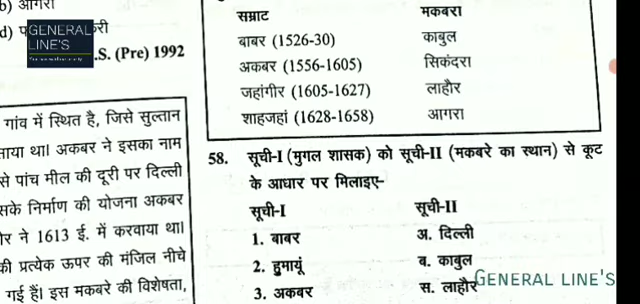 b) आगरा
d)
GENERAL
LINE'S
.S. (Pre) 1992
गांव में स्थित है, जिसे सुल्तान
था। अकबर ने इसका नाम
से पांच मील की दूरी पर दिल्ली
सके निर्माण की योजना अकबर
ने 1613 ई. में करवाया था।
की प्रत्येक ऊपर की मंजिल नीचे
गई हैं। इस मकबरे की विशेषता,
सम्राट मकबरा
बाबर (1526-30) काबुल
अकबर (1556-1605) सिकंदरा
जहांगीर (1605-1627) लाहौर
शाहजहां (1628-1658) आगरा
58. सूची-I (मुगल शासक) को सूची-II (मकबरे का स्थान) से कूट
के आधार पर मिलाइए-
सूची-I सूची-II
1. बाबर अ. दिल्ली
2. हुमायूं ब. काबुल
3. अकबर स. लाहौर
GENERAL LINE'S